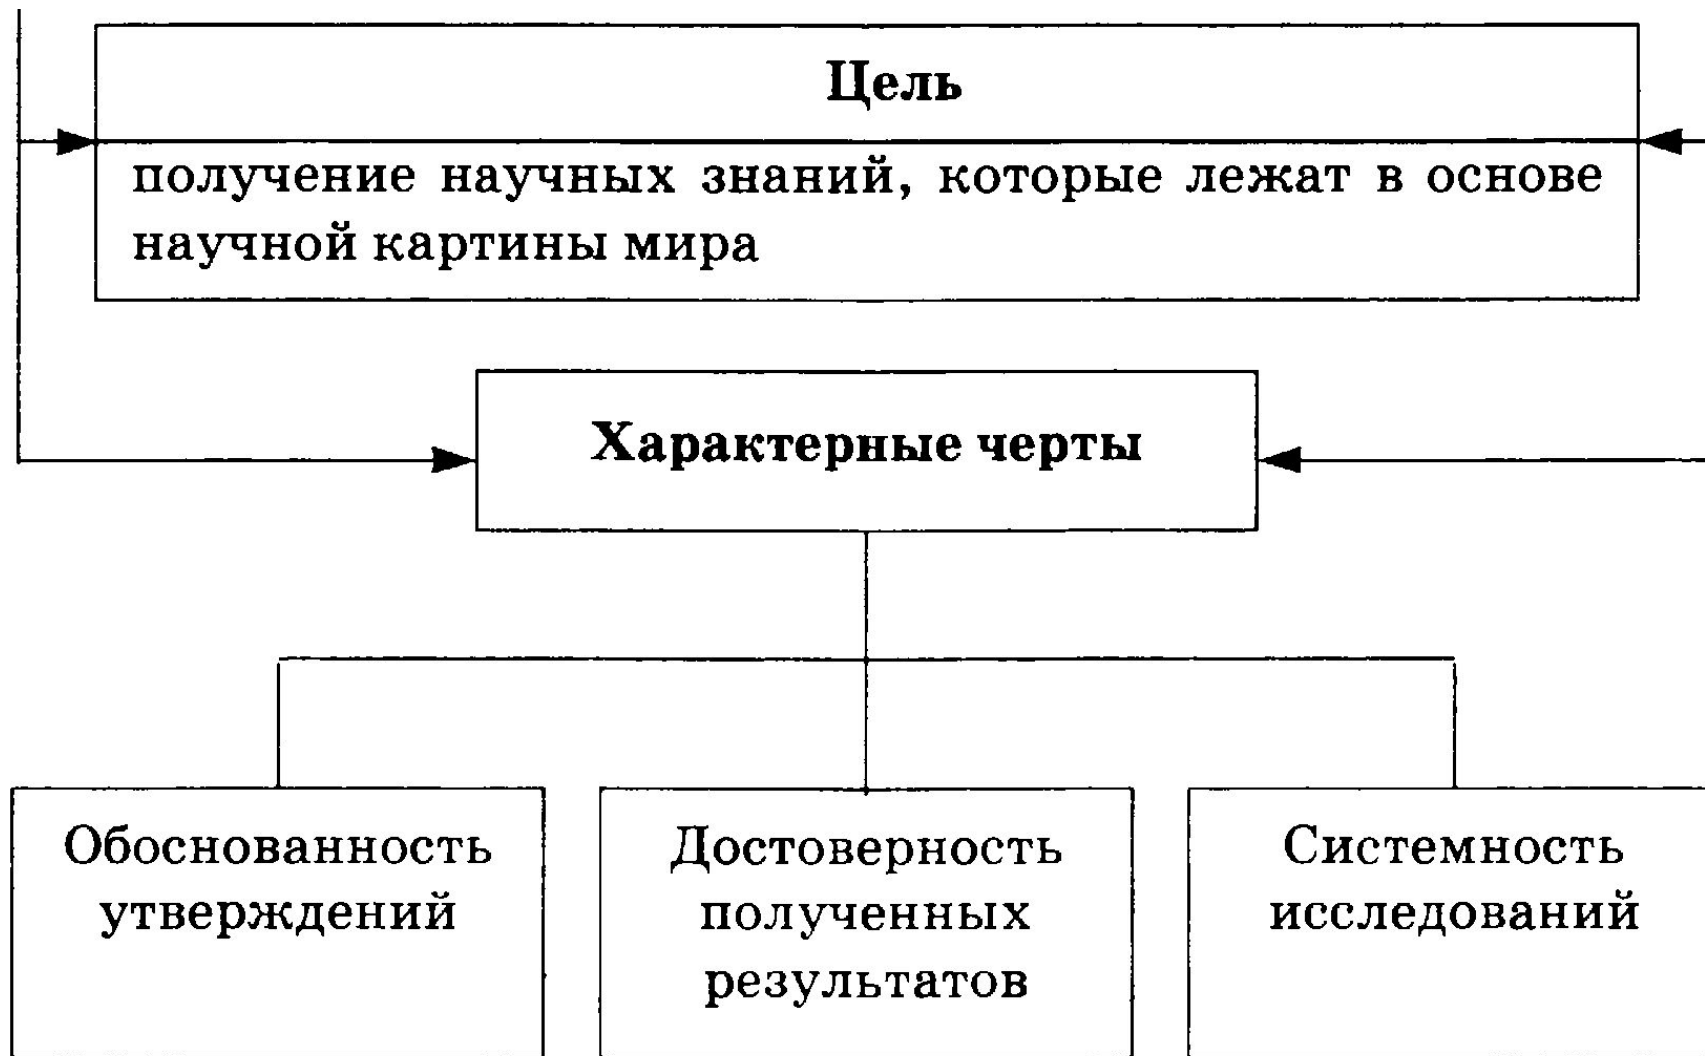 Цель
получение научных знаний, которые лежат в основе
научной картины мира
Характерные черты
Обоснованность
утверждений
Достоверность
полученных
результатов
Системность
исследований